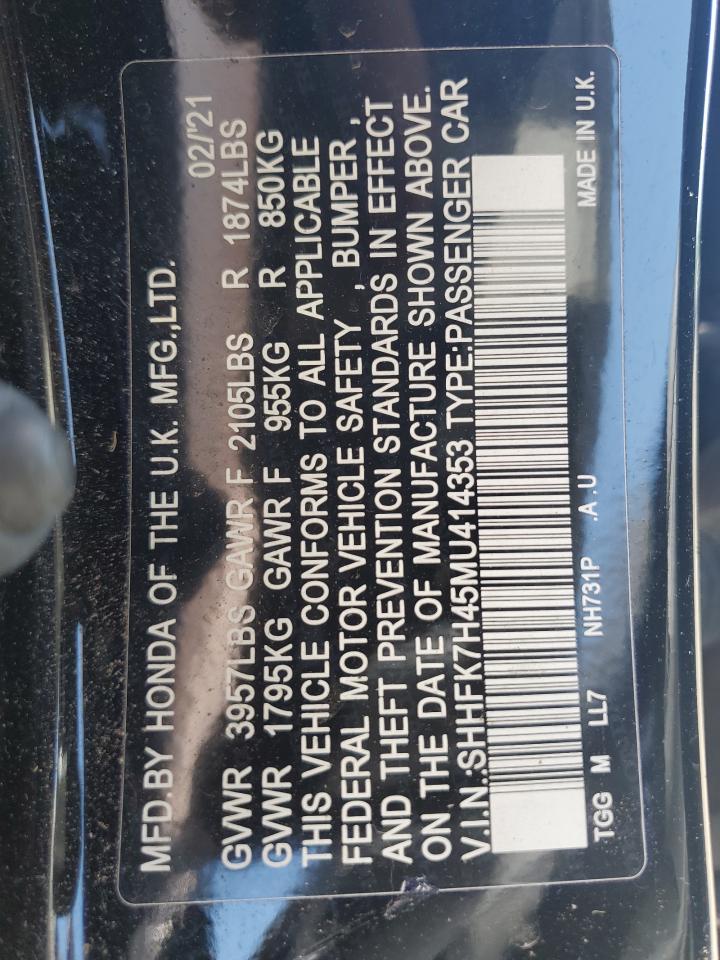 MFD.BY HONDA OF THE U.K. MFG.,LTD. 02/'21
GVWR 3957LBS GAWR F 2105LBS R 1874LBS
GVWR 1795KG GAWR F 955KG R 850KG
THIS VEHICLE CONFORMS TO ALL APPLICABLE
FEDERAL MOTOR VEHICLE SAFETY , BUMPER ,
AND THEFT PREVENTION STANDARDS IN EFFECT
ON THE DATE OF MANUFACTURE SHOWN ABOVE.
V.I.N.:SHHFK7H45MU414353 TYPE:PASSENGER CAR
TGG M LL7 NH731P .A.U MADE IN U.K.